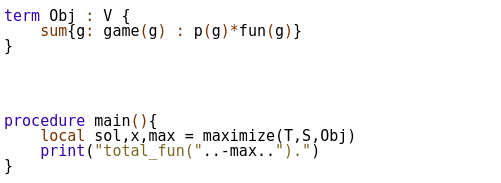 term Obj : V {
    sum{g: game(g) : p(g)*fun(g)}
}
procedure main(){
    local sol,x,max = maximize(T,S,Obj)
    print("total_fun("..-max..").")
}